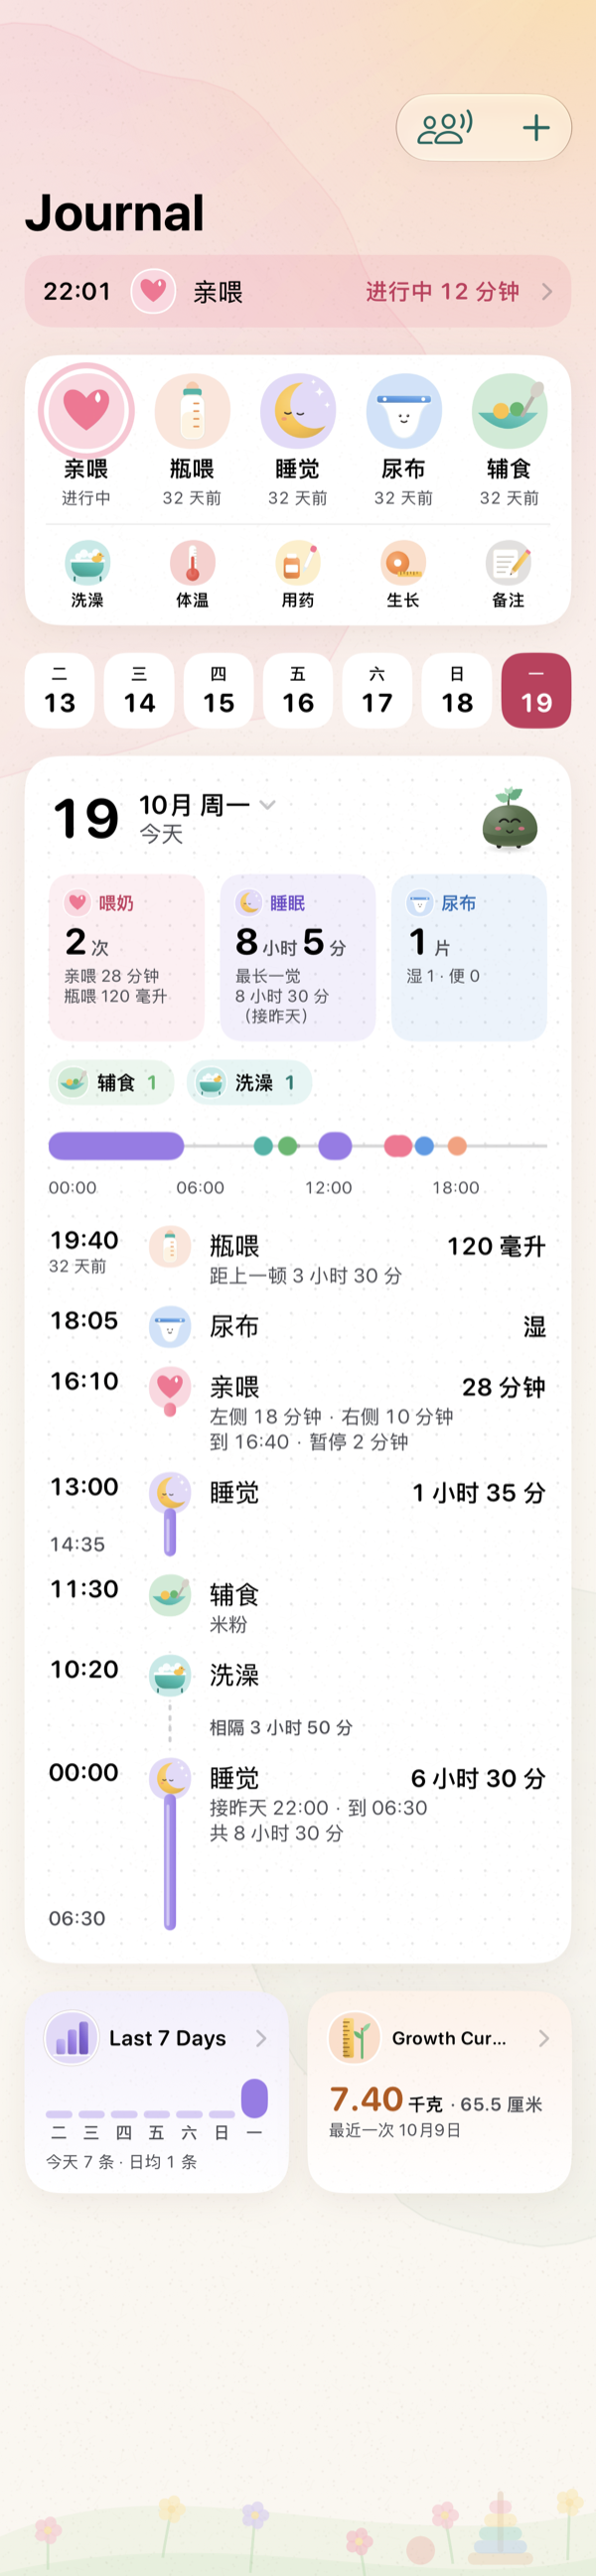 Journal
22:01 亲喂 进行中 12 分钟
亲喂 瓶喂 睡觉 尿布 辅食
进行中 32 天前 32 天前 32 天前 32 天前
洗澡 体温 用药 生长 备注
二 三 四 五 六 日 一
13 14 15 16 17 18 19
19 10月 周一
今天
喂奶
2 次
亲喂 28 分钟
瓶喂 120 毫升
睡眠
8 小时 5 分
最长一觉
8 小时 30 分
（接昨天）
尿布
1 片
湿 1 · 便 0
辅食 1 洗澡 1
00:00 06:00 12:00 18:00
19:40 瓶喂 120 毫升
32 天前 距上一顿 3 小时 30 分
18:05 尿布 湿
16:10 亲喂 28 分钟
左侧 18 分钟 · 右侧 10 分钟
到 16:40 · 暂停 2 分钟
13:00 睡觉 1 小时 35 分
14:35
11:30 辅食
米粉
10:20 洗澡
相隔 3 小时 50 分
00:00 睡觉 6 小时 30 分
接昨天 22:00 · 到 06:30
共 8 小时 30 分
06:30
Last 7 Days
二 三 四 五 六 日 一
今天 7 条 · 日均 1 条
Growth Cur...
7.40 千克 · 65.5 厘米
最近一次 10月9日